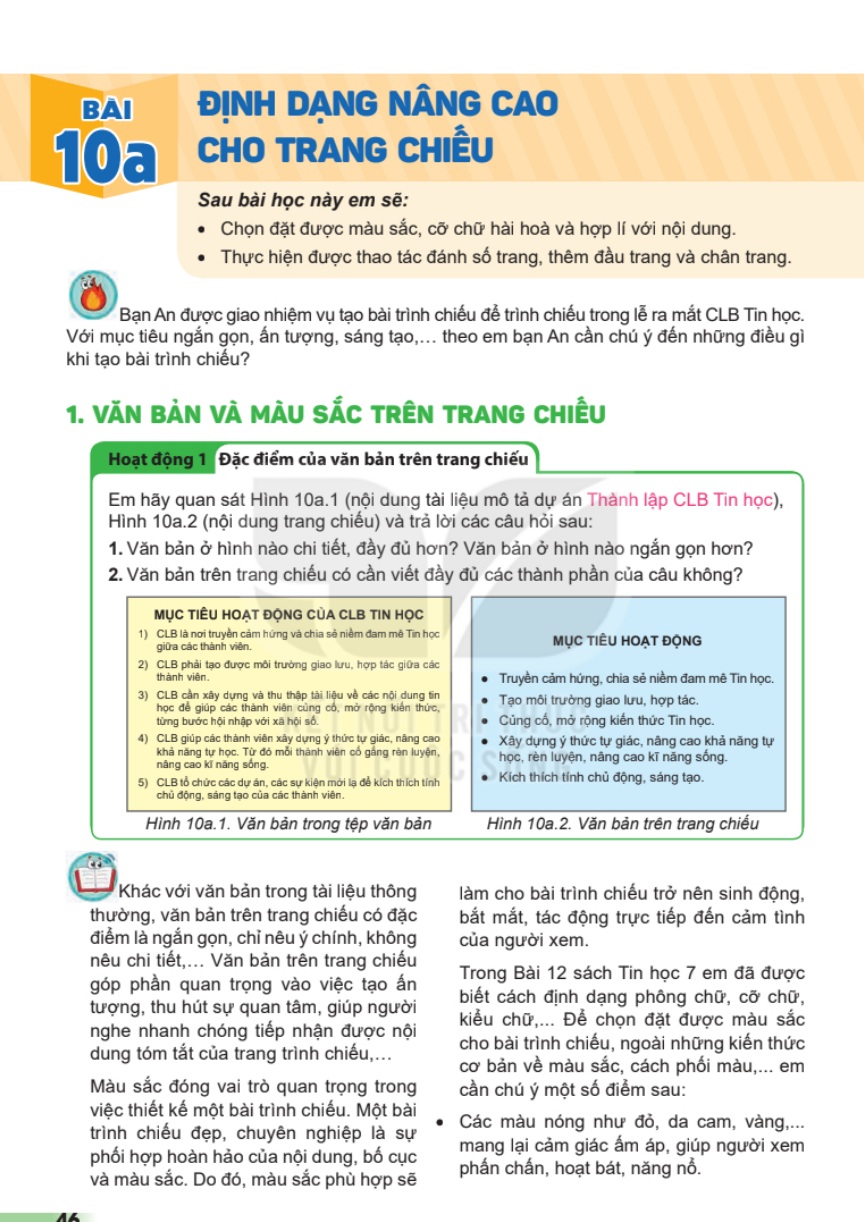 BÀI
10a
ĐỊNH DẠNG NÂNG CAO
CHO TRANG CHIẾU
Sau bài học này em sẽ:
• Chọn đặt được màu sắc, cỡ chữ hài hoà và hợp lí với nội dung.
• Thực hiện được thao tác đánh số trang, thêm đầu trang và chân trang.
Bạn An được giao nhiệm vụ tạo bài trình chiếu để trình chiếu trong lễ ra mắt CLB Tin học.
Với mục tiêu ngắn gọn, ấn tượng, sáng tạo,... theo em bạn An cần chú ý đến những điều gì
khi tạo bài trình chiếu?
1. VĂN BẢN VÀ MÀU SẮC TRÊN TRANG CHIẾU
Hoạt động 1 Đặc điểm của văn bản trên trang chiếu
Em hãy quan sát Hình 10a.1 (nội dung tài liệu mô tả dự án Thành lập CLB Tin học),
Hình 10a.2 (nội dung trang chiếu) và trả lời các câu hỏi sau:
1. Văn bản ở hình nào chi tiết, đầy đủ hơn? Văn bản ở hình nào ngắn gọn hơn?
2. Văn bản trên trang chiếu có cần viết đầy đủ các thành phần của câu không?
MỤC TIÊU HOẠT ĐỘNG CỦA CLB TIN HỌC
1) CLB là nơi truyền cảm hứng và chia sẻ niềm đam mê Tin học
giữa các thành viên.
2) CLB phải tạo được môi trường giao lưu, hợp tác giữa các
thành viên.
3) CLB cần xây dựng và thu thập tài liệu về các nội dung tin
học để giúp các thành viên củng cố, mở rộng kiến thức,
từng bước hội nhập với xã hội số.
4) CLB giúp các thành viên xây dựng ý thức tự giác, nâng cao
khả năng tự học. Từ đó mỗi thành viên cố gắng rèn luyện,
nâng cao kĩ năng sống.
5) CLB tổ chức các dự án, các sự kiện mới lạ để kích thích tính
chủ động, sáng tạo của các thành viên.
Hình 10a.1. Văn bản trong tệp văn bản
MỤC TIÊU HOẠT ĐỘNG
• Truyền cảm hứng, chia sẻ niềm đam mê Tin học.
• Tạo môi trường giao lưu, hợp tác.
• Củng cố, mở rộng kiến thức Tin học.
• Xây dựng ý thức tự giác, nâng cao khả năng tự
học, rèn luyện, nâng cao kĩ năng sống.
• Kích thích tính chủ động, sáng tạo.
Hình 10a.2. Văn bản trên trang chiếu
KẾT NỐI TRI THỨC
VỚI CUỘC SỐNG
Khác với văn bản trong tài liệu thông
thường, văn bản trên trang chiếu có đặc
điểm là ngắn gọn, chỉ nêu ý chính, không
nêu chi tiết,... Văn bản trên trang chiếu
góp phần quan trọng vào việc tạo ấn
tượng, thu hút sự quan tâm, giúp người
nghe nhanh chóng tiếp nhận được nội
dung tóm tắt của trang trình chiếu,...
Màu sắc đóng vai trò quan trọng trong
việc thiết kế một bài trình chiếu. Một bài
trình chiếu đẹp, chuyên nghiệp là sự
phối hợp hoàn hảo của nội dung, bố cục
và màu sắc. Do đó, màu sắc phù hợp sẽ
làm cho bài trình chiếu trở nên sinh động,
bắt mắt, tác động trực tiếp đến cảm tình
của người xem.
Trong Bài 12 sách Tin học 7 em đã được
biết cách định dạng phông chữ, cỡ chữ,
kiểu chữ,... Để chọn đặt được màu sắc
cho bài trình chiếu, ngoài những kiến thức
cơ bản về màu sắc, cách phối màu,... em
cần chú ý một số điểm sau:
• Các màu nóng như đỏ, da cam, vàng,...
mang lại cảm giác ấm áp, giúp người xem
phấn chấn, hoạt bát, năng nổ.
46